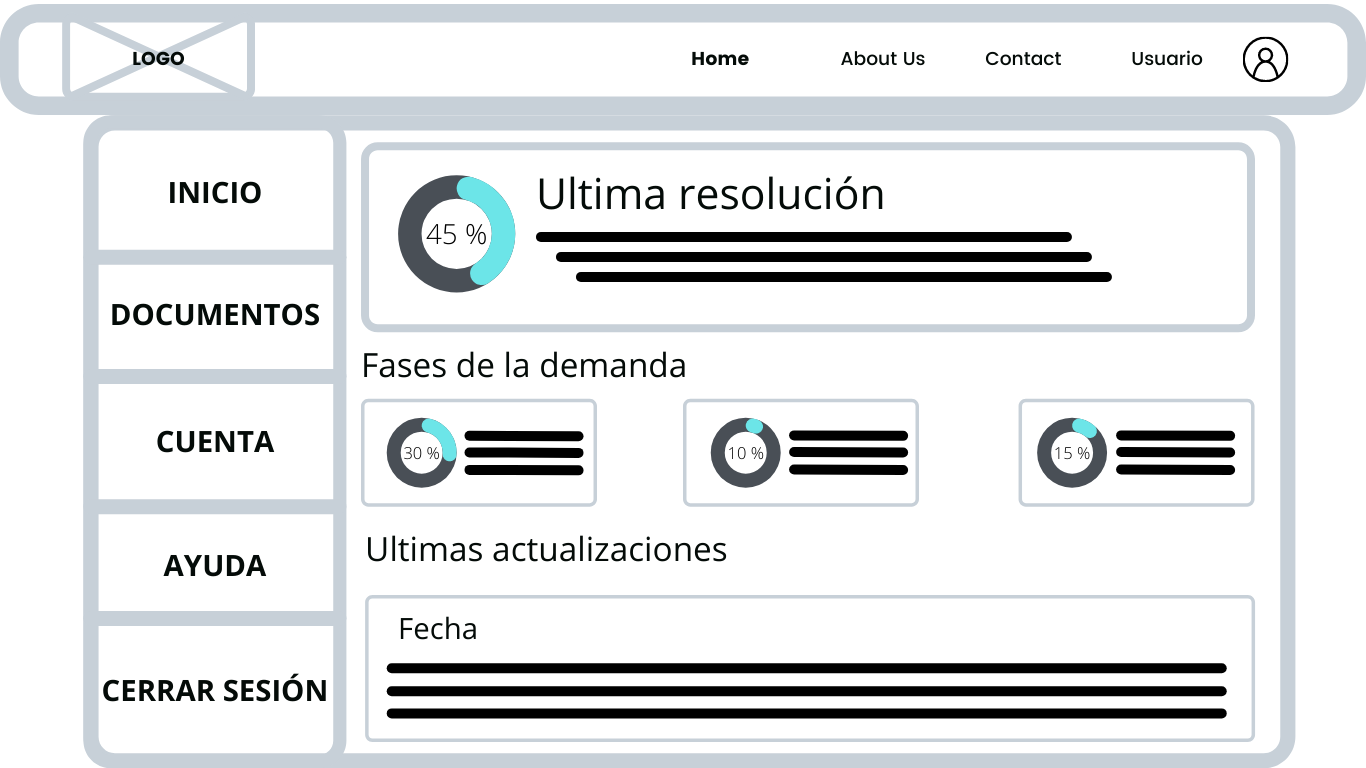 LOGO
Home
About Us
Contact
Usuario
INICIO
DOCUMENTOS
CUENTA
AYUDA
CERRAR SESIÓN
45 %
Ultima resolución
Fases de la demanda
30 %
10 %
15 %
Ultimas actualizaciones
Fecha